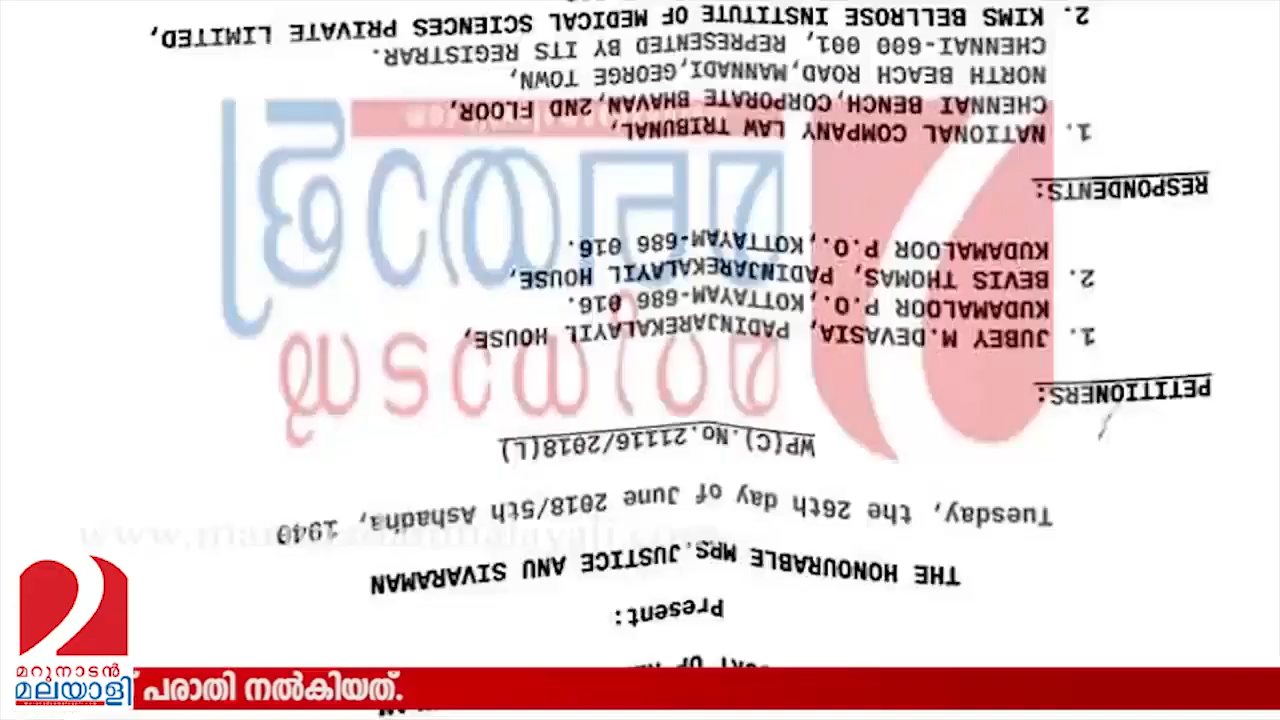 Present:
THE HONOURABLE MRS.JUSTICE ANU SIVARAMAN
Tuesday, the 26th day of June 2018/5th Ashadha, 1940
WP(C).No.21116/2018(L)
PETITIONERS:
1. JUBEY M.DEVASIA, PADINJAREKALAYIL HOUSE,
KUDAMALOOR P.O.,KOTTAYAM-686 016.
2. BEVIS THOMAS, PADINJAREKALAYIL HOUSE,
KUDAMALOOR P.O.,KOTTAYAM-686 016.
RESPONDENTS:
1. NATIONAL COMPANY LAW TRIBUNAL,
CHENNAI BENCH,CORPORATE BHAVAN,2ND FLOOR,
NORTH BEACH ROAD,MANNADI,GEORGE TOWN,
CHENNAI-600 001, REPRESENTED BY ITS REGISTRAR.
2. KIMS BELLROSE INSTITUTE OF MEDICAL SCIENCES PRIVATE LIMITED,
മറുനാടൻ
മലയാളി
പരാതി നൽകിയത്.